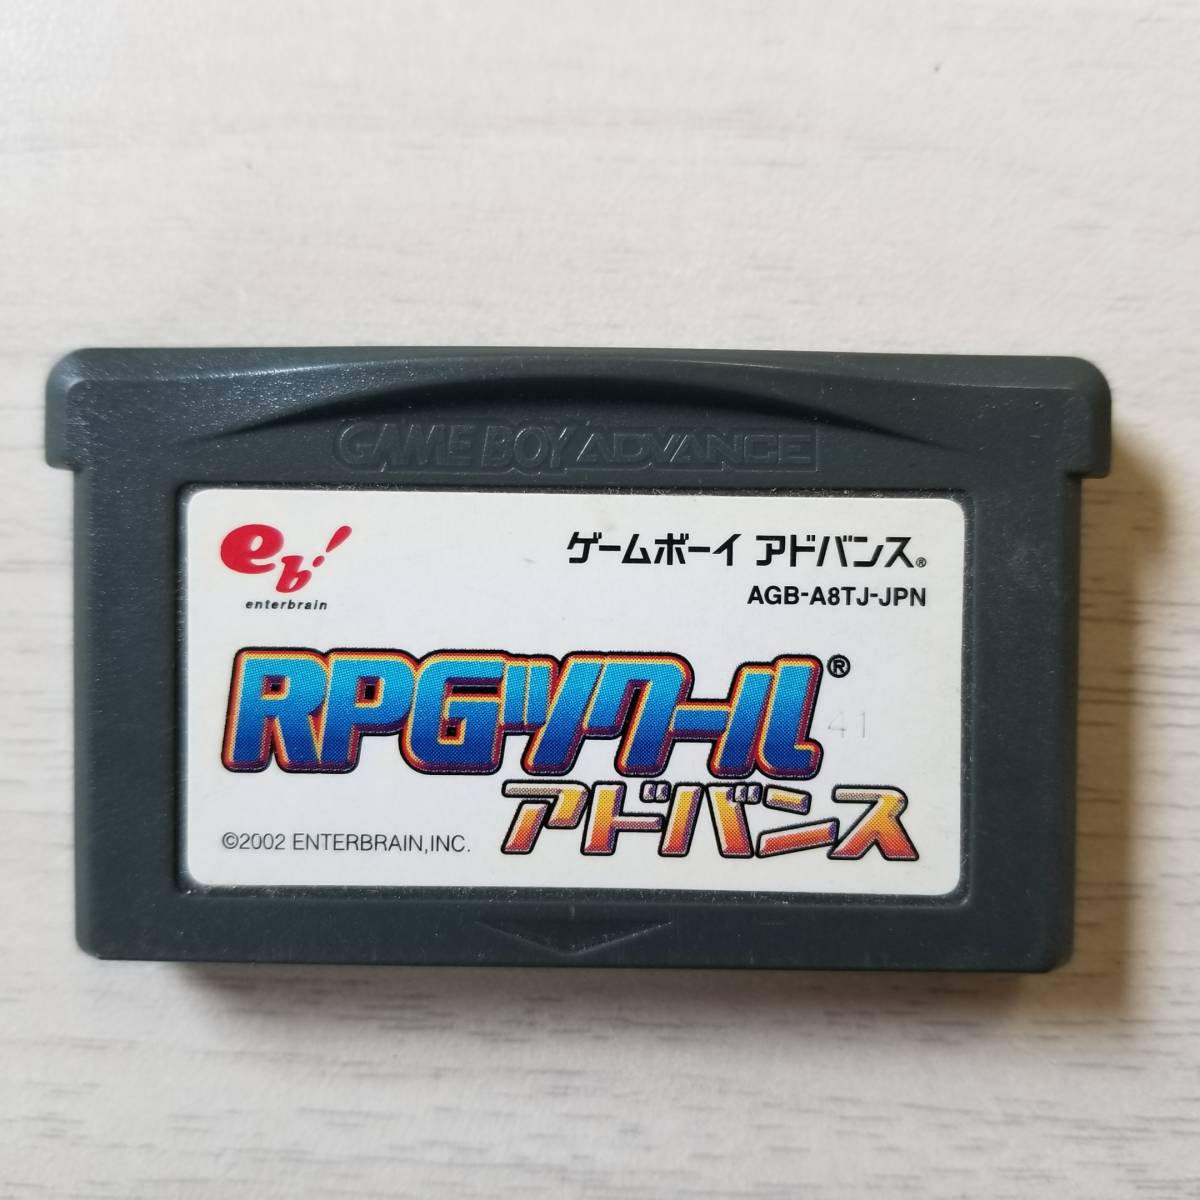 GAME BOY ADVANCE
eb!
enterbrain
ゲームボーイ アドバンス®
AGB-A8TJ-JPN
RPGツクール®
41
アドバンス
©2002 ENTERBRAIN,INC.